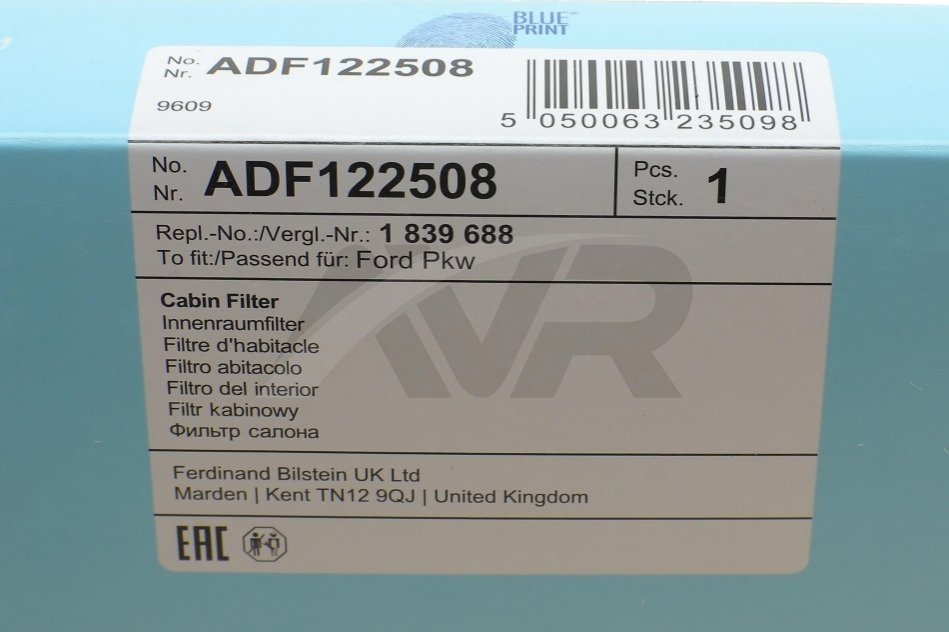 BLUE
PRINT
No.
Nr. ADF122508
9609
5 050063 235098
No.
Nr. ADF122508
Pcs.
Stck. 1
Repl.-No.:/Vergl.-Nr.: 1 839 688
To fit:/Passend für: Ford Pkw
Cabin Filter
Innenraumfilter
Filtre d'habitacle
Filtro abitacolo
Filtro del interior
Filtr kabinowy
Фильтр салона
Ferdinand Bilstein UK Ltd
Marden | Kent TN12 9QJ | United Kingdom
EAC
AVR